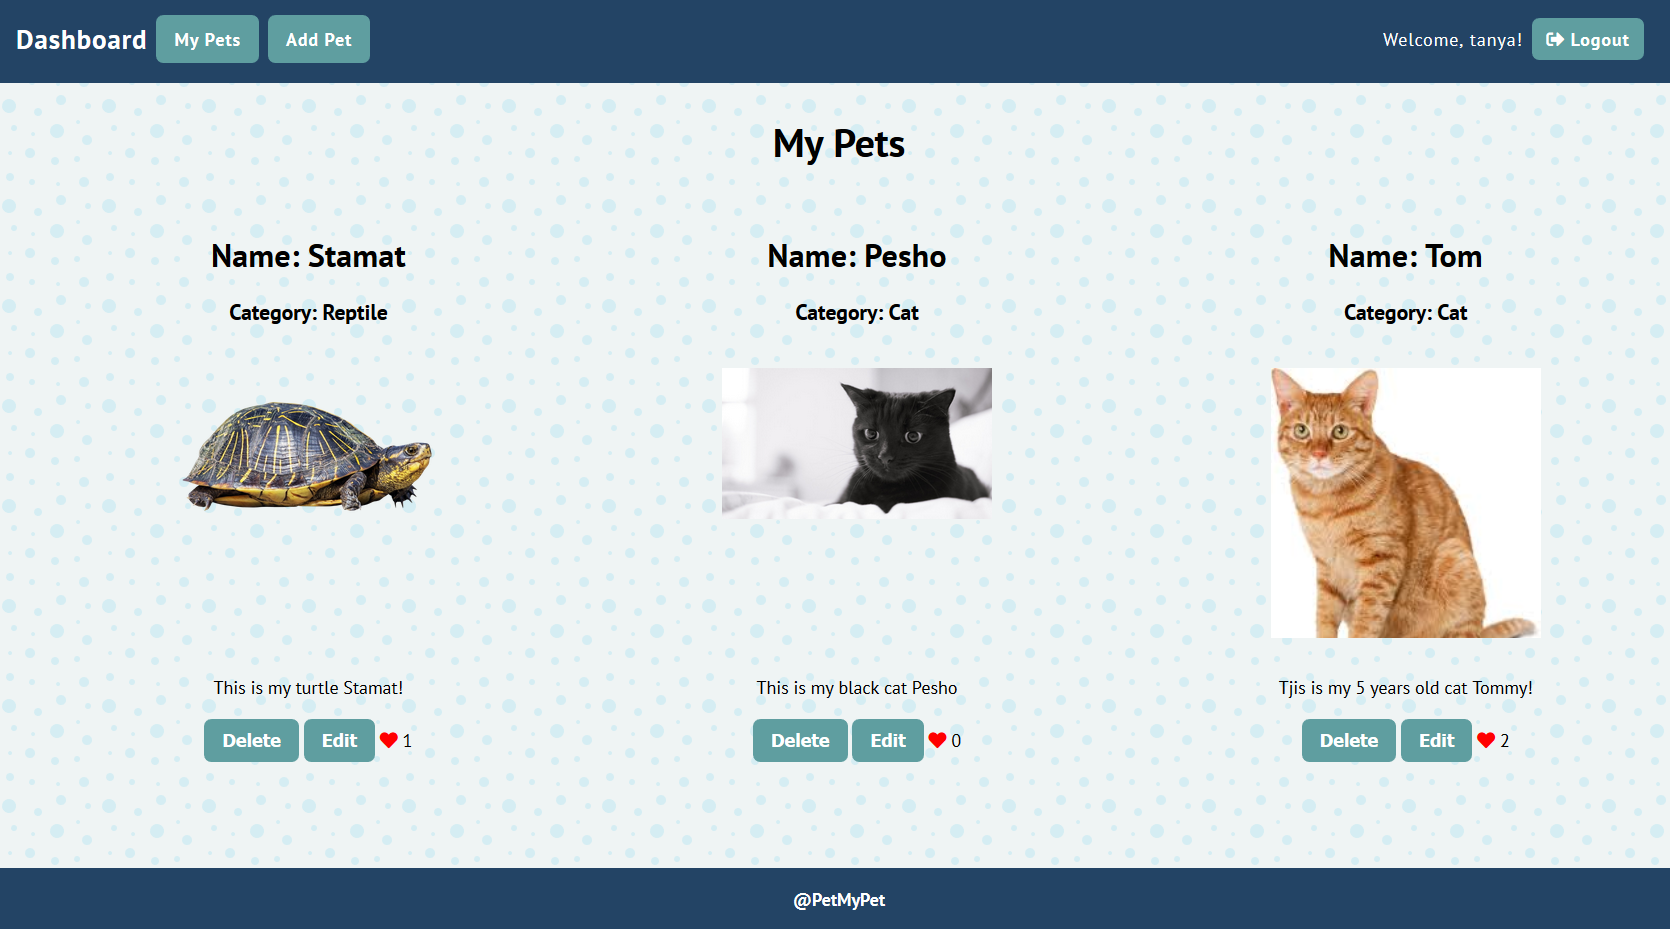 Dashboard My Pets Add Pet Welcome, tanya! Logout
My Pets
Name: Stamat
Category: Reptile
This is my turtle Stamat!
Delete Edit 1
Name: Pesho
Category: Cat
This is my black cat Pesho
Delete Edit 0
Name: Tom
Category: Cat
Tjis is my 5 years old cat Tommy!
Delete Edit 2
@PetMyPet